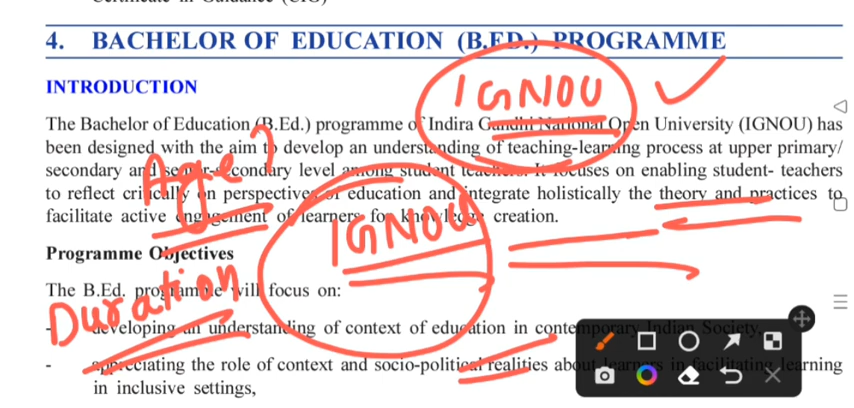 Certificate in Guidance (CIG)
4. BACHELOR OF EDUCATION (B.ED.) PROGRAMME
INTRODUCTION
IGNOU
The Bachelor of Education (B.Ed.) programme of Indira Gandhi National Open University (IGNOU) has
been designed with the aim to develop an understanding of teaching-learning process at upper primary/
secondary and senior-secondary level among student teachers. It focuses on enabling student- teachers
Age?
to reflect critically on perspectives of education and integrate holistically the theory and practices to
facilitate active engagement of learners for knowledge creation.
IGNOU
Programme Objectives
The B.Ed. programme will focus on:
Duration
- developing an understanding of context of education in contemporary Indian Society,
- appreciating the role of context and socio-political realities about learners in facilitating learning
in inclusive settings,